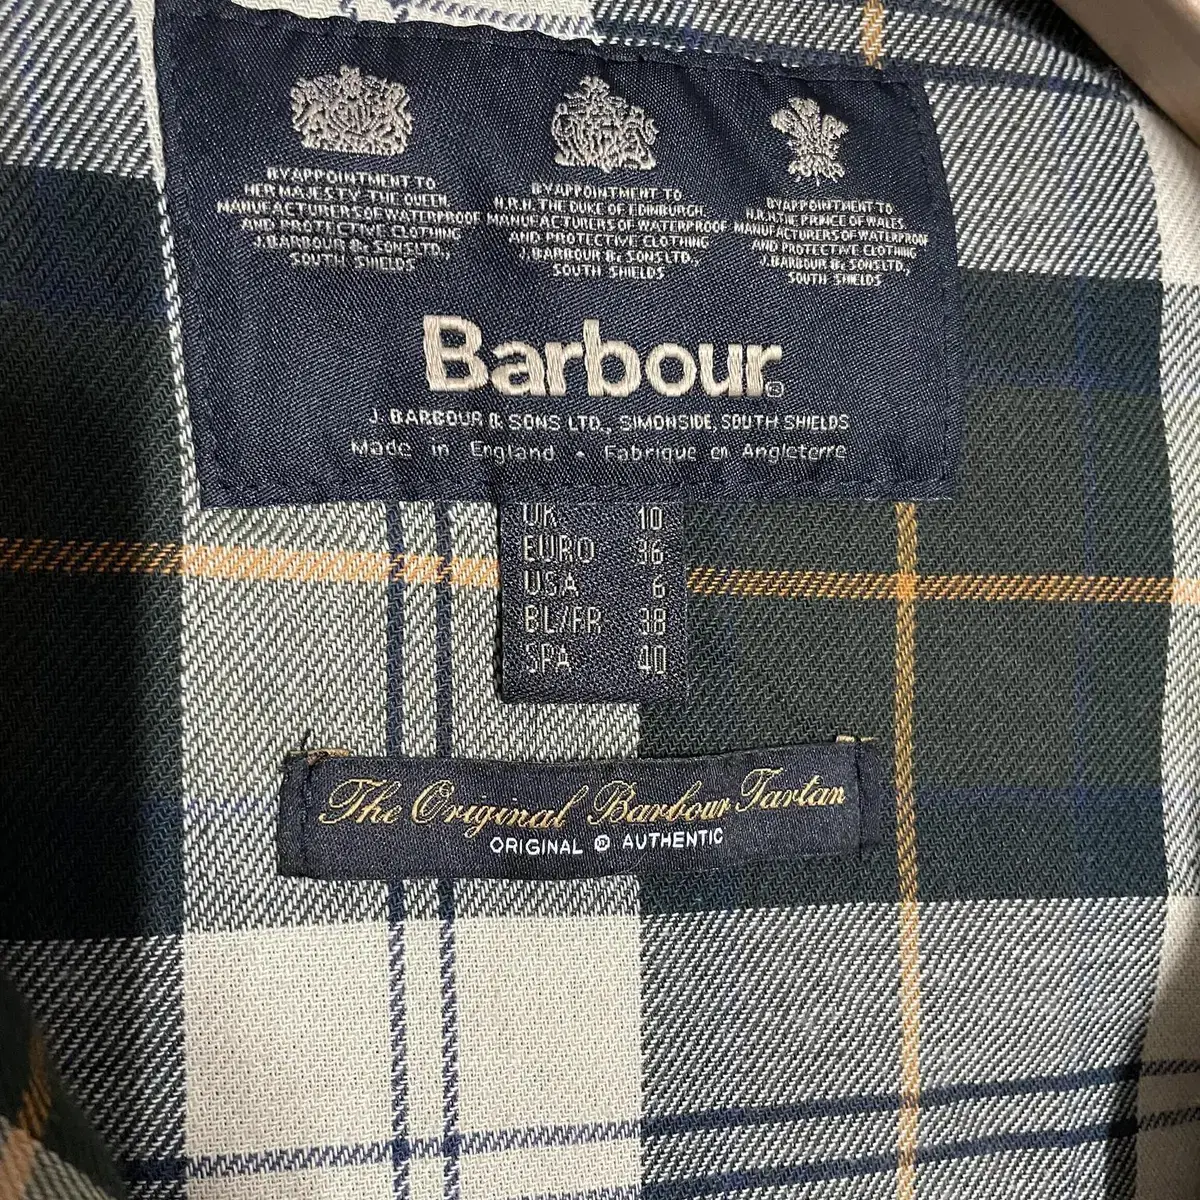 BY APPOINTMENT TO
HER MAJESTY THE QUEEN
MANUFACTURERS OF WATERPROOF
AND PROTECTIVE CLOTHING
J. BARBOUR & SONS LTD.,
SOUTH SHIELDS
BY APPOINTMENT TO
H.R.H. THE DUKE OF EDINBURGH.
MANUFACTURERS OF WATERPROOF
AND PROTECTIVE CLOTHING
J. BARBOUR & SONS LTD.,
SOUTH SHIELDS
BY APPOINTMENT TO
H.R.H. THE PRINCE OF WALES.
MANUFACTURERS OF WATERPROOF
AND PROTECTIVE CLOTHING
J. BARBOUR & SONS LTD.,
SOUTH SHIELDS
Barbour®
J. BARBOUR & SONS LTD., SIMONSIDE, SOUTH SHIELDS
Made in England • Fabrique en Angleterre
UK 10
EURO 36
USA 6
BL/FR 38
SPA 40
The Original Barbour Tartan
ORIGINAL ® AUTHENTIC